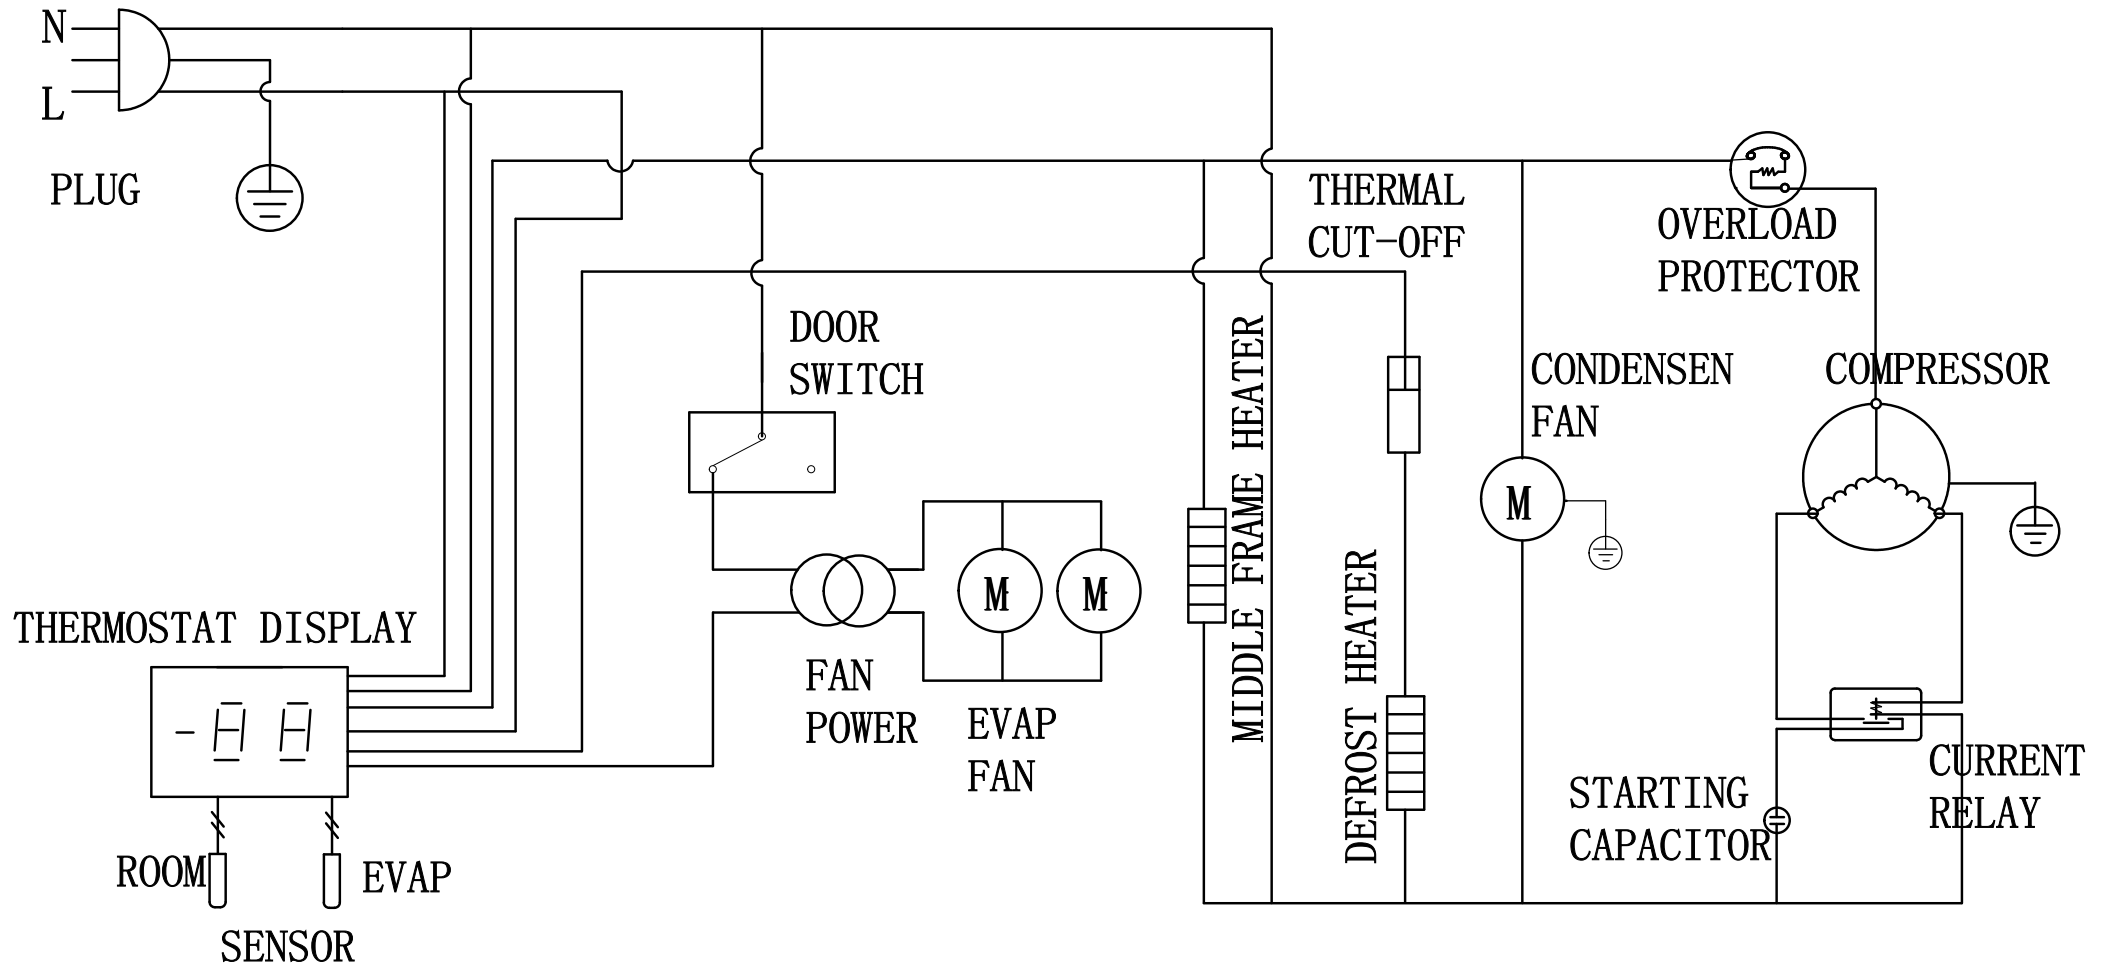 N
L
PLUG
THERMAL
CUT-OFF
OVERLOAD
PROTECTOR
DOOR
SWITCH
CONDENSEN
FAN
COMPRESSOR
M
M
M
MIDDLE FRAME HEATER
DEFROST HEATER
THERMOSTAT DISPLAY
-88
FAN
POWER
EVAP
FAN
CURRENT
RELAY
STARTING
CAPACITOR
ROOM
EVAP
SENSOR